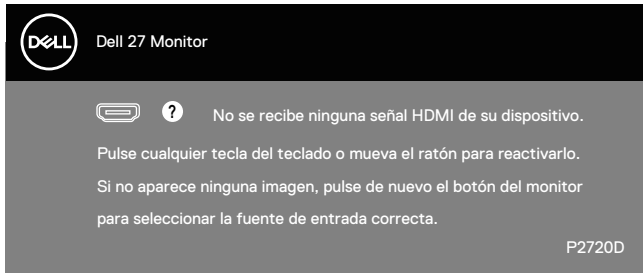 DELL Dell 27 Monitor
? No se recibe ninguna señal HDMI de su dispositivo.
Pulse cualquier tecla del teclado o mueva el ratón para reactivarlo.
Si no aparece ninguna imagen, pulse de nuevo el botón del monitor
para seleccionar la fuente de entrada correcta.
P2720D